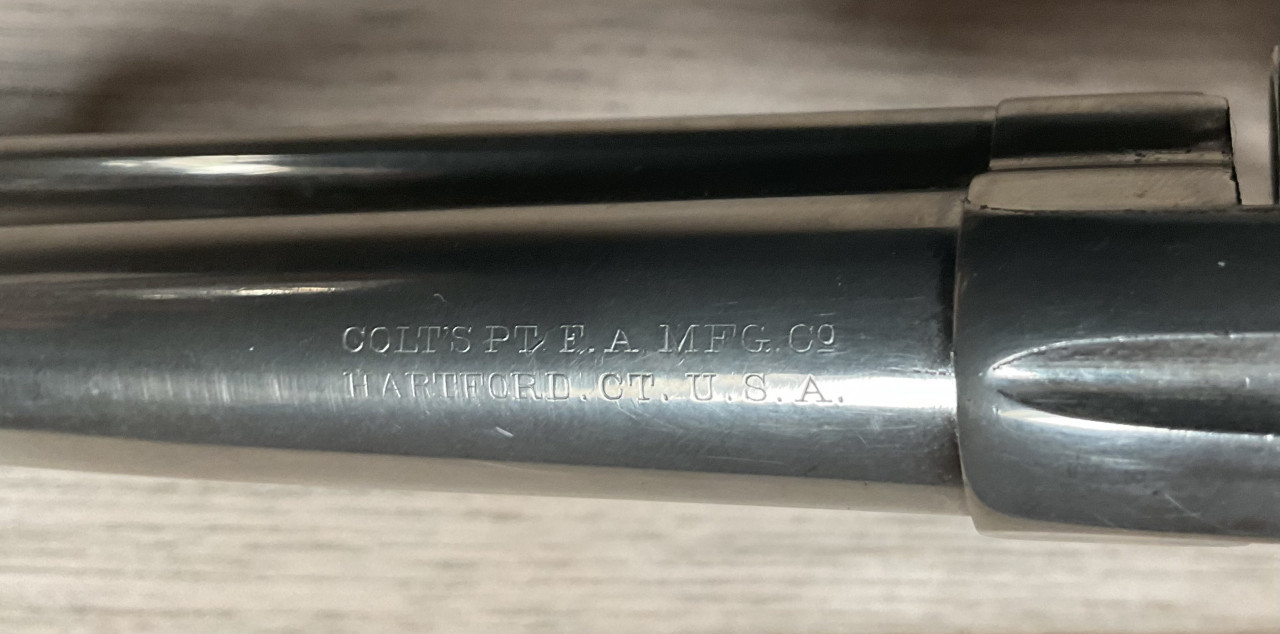 COLT'S PT. F. A. MFG. Cº
HARTFORD. CT. U.S.A.